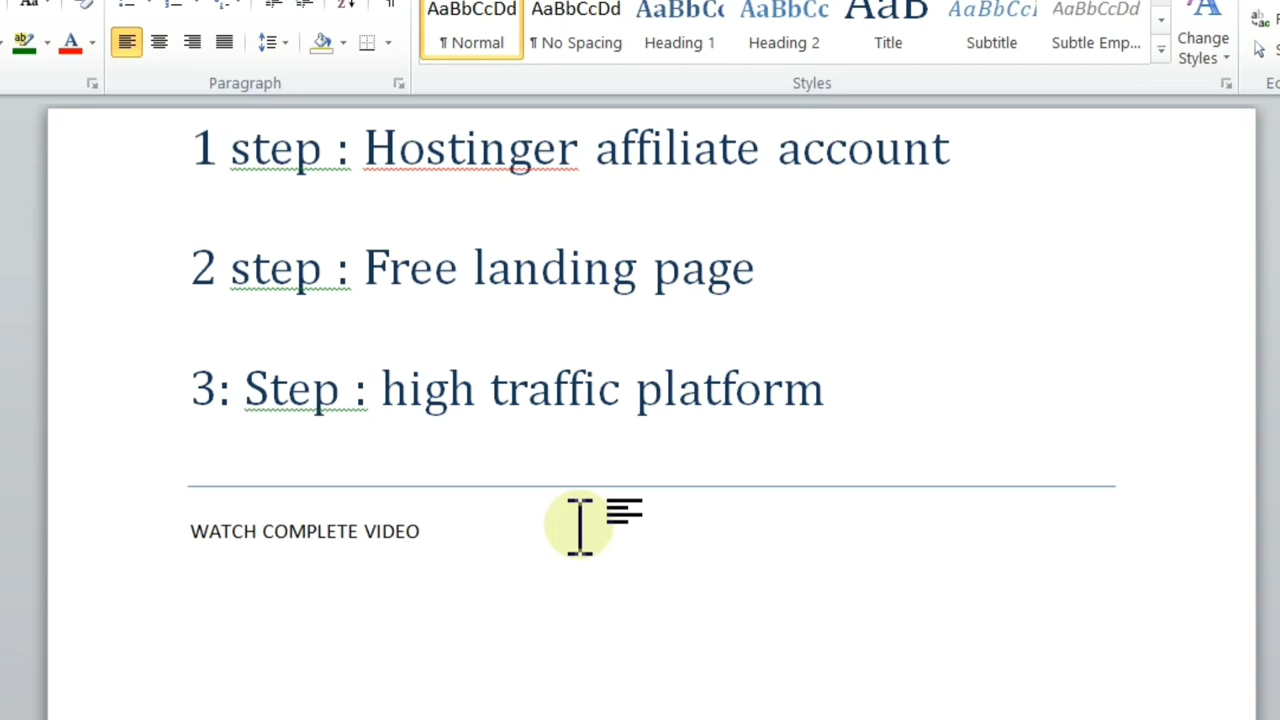 AaBbCcDd AaBbCcDd AaBbCc AaBbCc AaB AaBbCcI AaBbCcDd
¶ Normal ¶ No Spacing Heading 1 Heading 2 Title Subtitle Subtle Emp... Change Styles
Paragraph Styles
1 step : Hostinger affiliate account
2 step : Free landing page
3: Step : high traffic platform
WATCH COMPLETE VIDEO